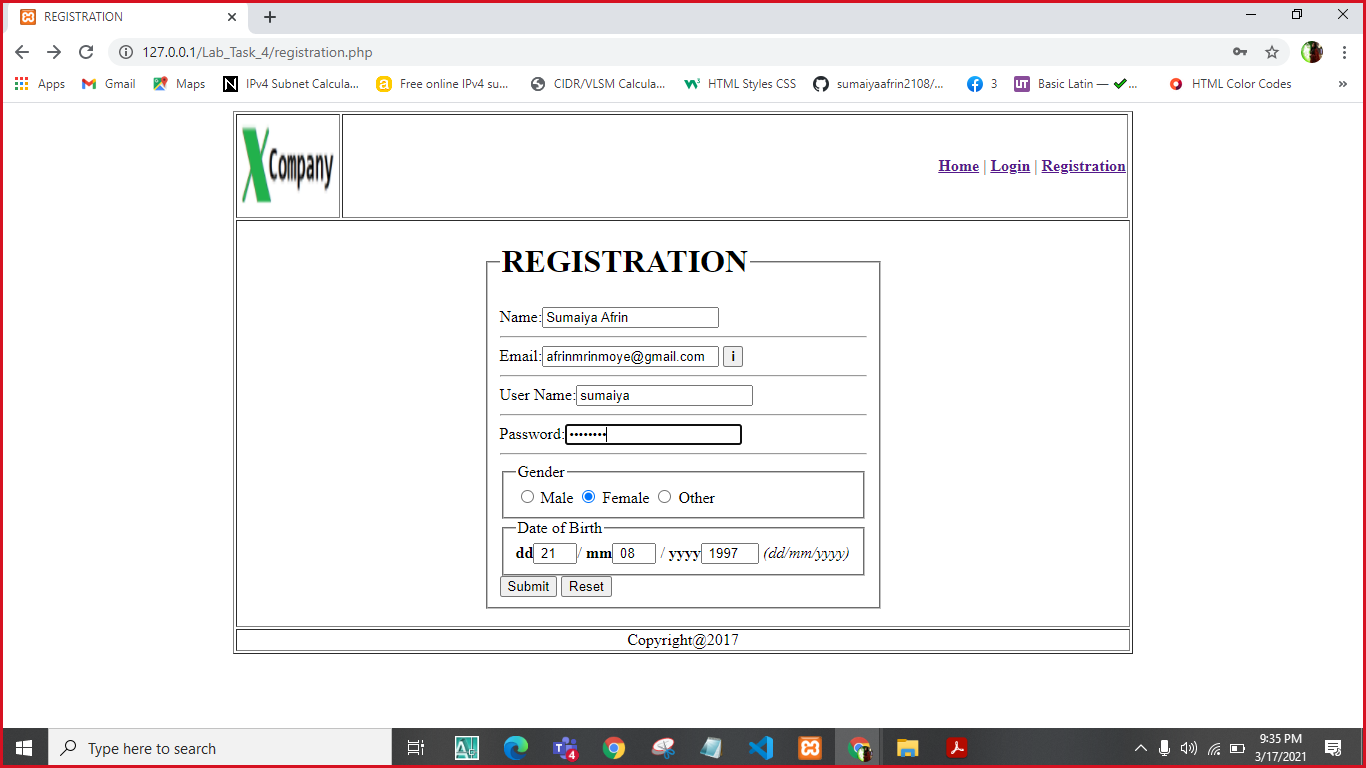 REGISTRATION
127.0.0.1/Lab_Task_4/registration.php
Apps Gmail Maps IPv4 Subnet Calcula... Free online IPv4 su... CIDR/VLSM Calcula... HTML Styles CSS sumaiyaafrin2108/... 3 Basic Latin — ✔... HTML Color Codes »
X Company
Home | Login | Registration
REGISTRATION
Name: Sumaiya Afrin
Email: afrinmrinmoye@gmail.com i
User Name: sumaiya
Password: ••••••••
Gender
Male Female Other
Date of Birth
dd 21 / mm 08 / yyyy 1997 (dd/mm/yyyy)
Submit Reset
Copyright@2017
Type here to search
4
9:35 PM
3/17/2021